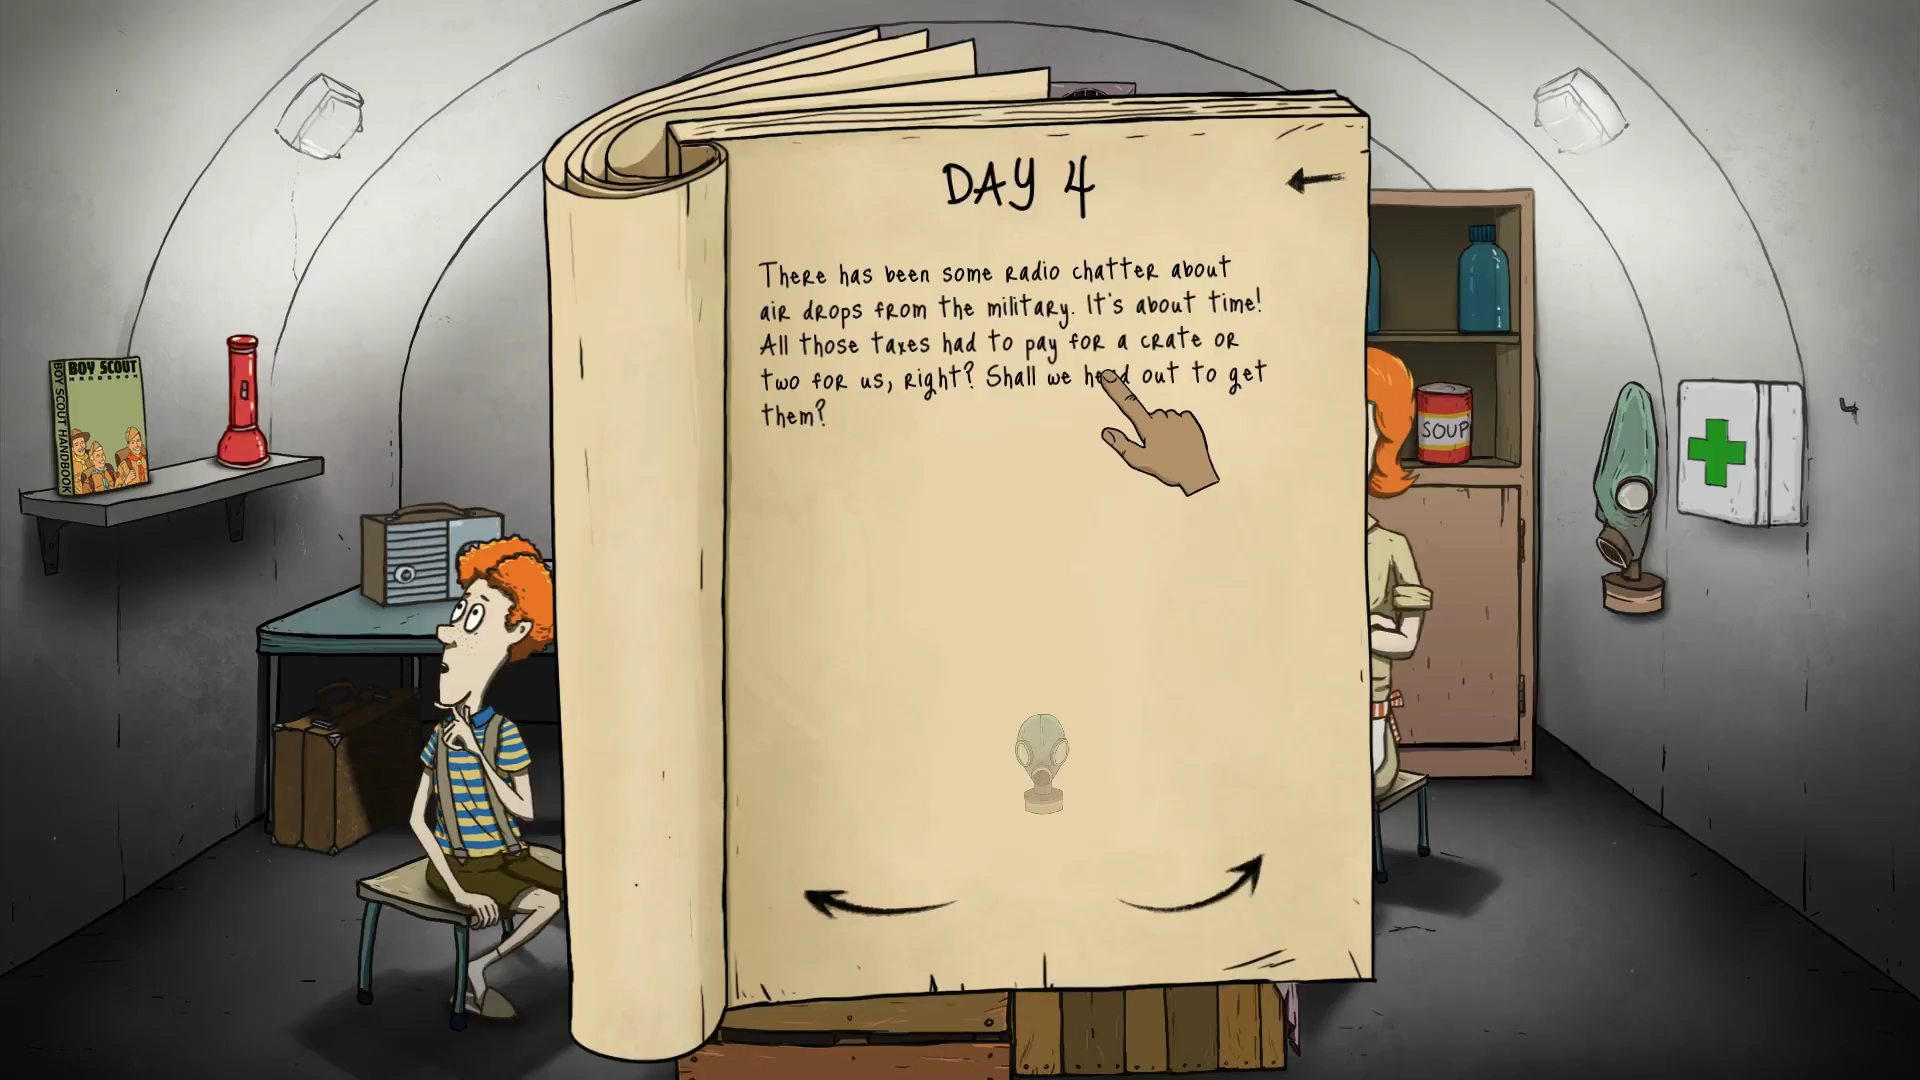 DAY 4
There has been some radio chatter about
air drops from the military. It's about time!
All those taxes had to pay for a crate or
two for us, right? Shall we head out to get
them?
BOY SCOUT
HANDBOOK
BOY SCOUT HANDBOOK
SOUP